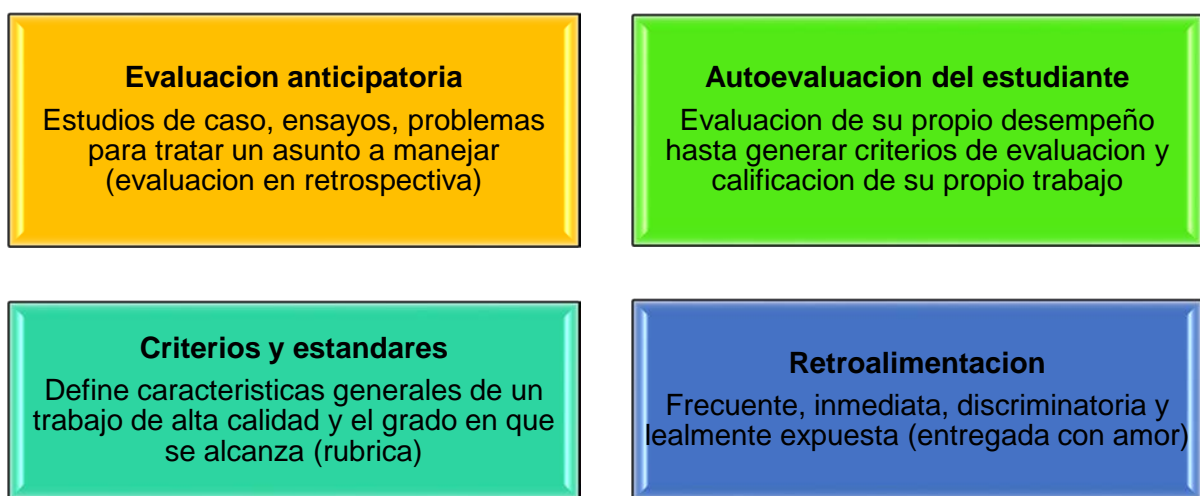 Evaluacion anticipatoria
Estudios de caso, ensayos, problemas
para tratar un asunto a manejar
(evaluacion en retrospectiva)
Autoevaluacion del estudiante
Evaluacion de su propio desempeño
hasta generar criterios de evaluacion y
calificacion de su propio trabajo
Criterios y estandares
Define caracteristicas generales de un
trabajo de alta calidad y el grado en que
se alcanza (rubrica)
Retroalimentacion
Frecuente, inmediata, discriminatoria y
lealmente expuesta (entregada con amor)